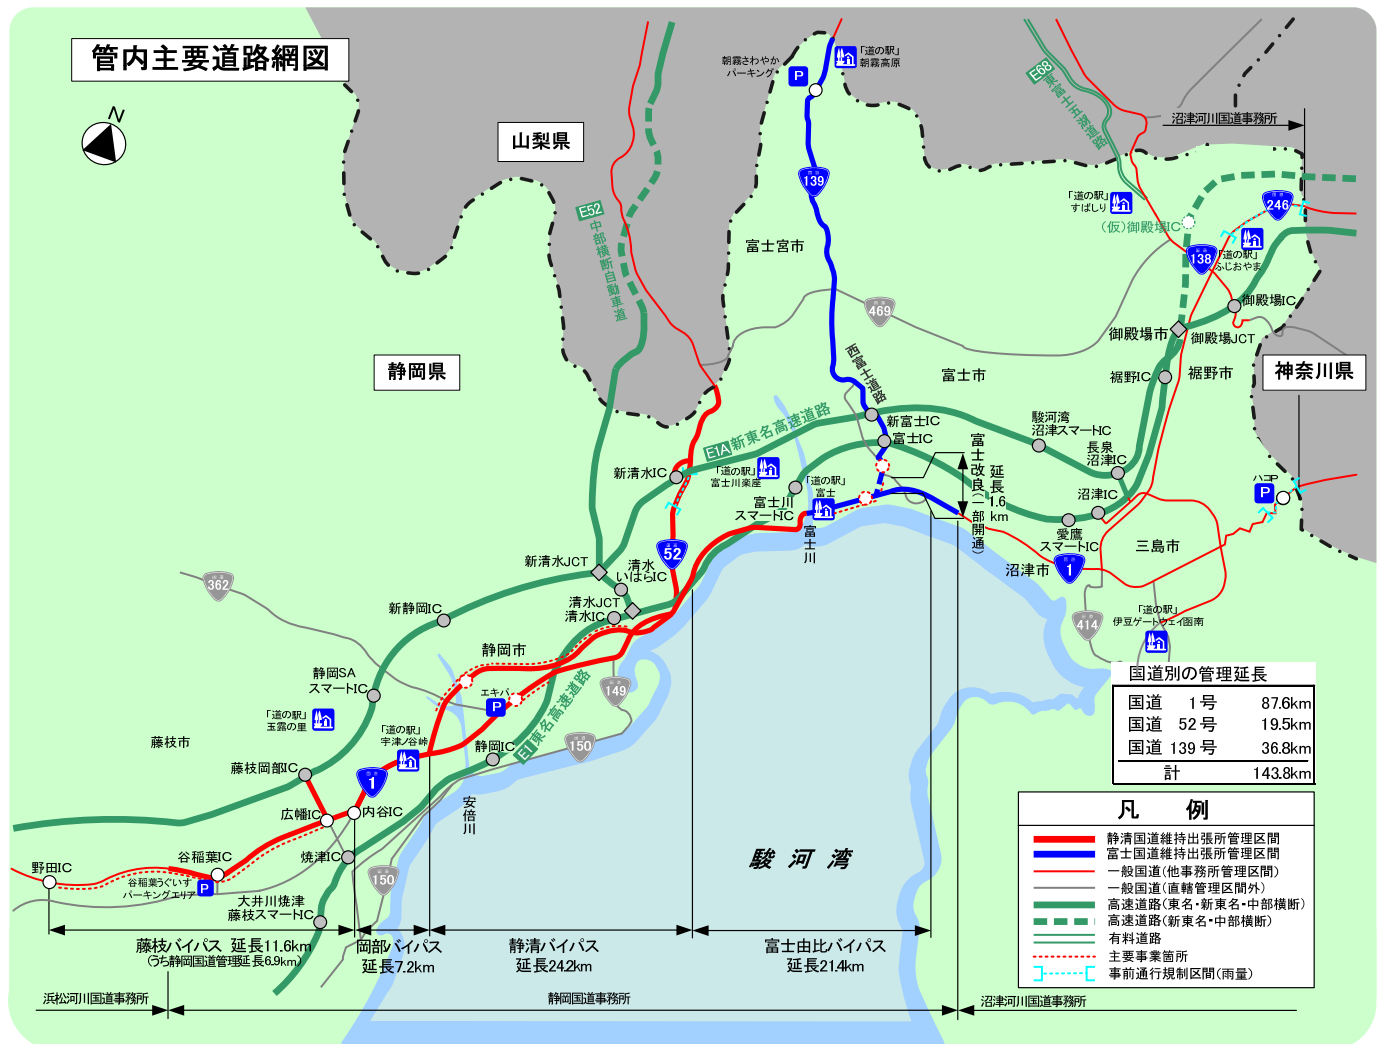 管内主要道路網図
N
山梨県
静岡県
神奈川県
朝霧さわやか
パーキング
P
「道の駅」
朝霧高原
139
富士宮市
E68
東富士五湖道路
沼津河川国道事務所
「道の駅」
すばしり
(仮)御殿場IC
246
138
「道の駅」
ふじおやま
御殿場IC
御殿場市
御殿場JCT
裾野IC
裾野市
E52
中部横断自動車道
469
西富士道路
富士市
新富士IC
富士IC
E1A
新東名高速道路
駿河湾
沼津スマートIC
長泉
沼津IC
沼津IC
愛鷹
スマートIC
三島市
沼津市
1
ハコP
P
414
「道の駅」
伊豆ゲートウェイ函南
富士改良(一部開通)
延長
1.6
km
新清水IC
「道の駅」
富士川楽座
富士川
スマートIC
「道の駅」
富士
富士川
52
新清水JCT
清水
いはらIC
清水JCT
清水IC
362
新静岡IC
静岡SA
スマートIC
静岡市
エキパ
P
149
150
E1
東名高速道路
静岡IC
「道の駅」
玉露の里
「道の駅」
宇津ノ谷峠
藤枝市
藤枝岡部IC
1
広幡IC
内谷IC
安倍川
谷稲葉IC
焼津IC
野田IC
谷稲葉うぐいす
パーキングエリア
P
150
大井川焼津
藤枝スマートIC
駿河湾
藤枝バイパス 延長11.6km
(うち静岡国道管理延長6.9km)
岡部バイパス
延長7.2km
静清バイパス
延長24.2km
富士由比バイパス
延長21.4km
浜松河川国道事務所
静岡国道事務所
沼津河川国道事務所
国道別の管理延長
国道 1号 87.6km
国道 52号 19.5km
国道 139号 36.8km
計 143.8km
凡 例
静清国道維持出張所管理区間
富士国道維持出張所管理区間
一般国道(他事務所管理区間)
一般国道(直轄管理区間外)
高速道路(東名・新東名・中部横断)
高速道路(新東名・中部横断)
有料道路
主要事業箇所
事前通行規制区間(雨量)